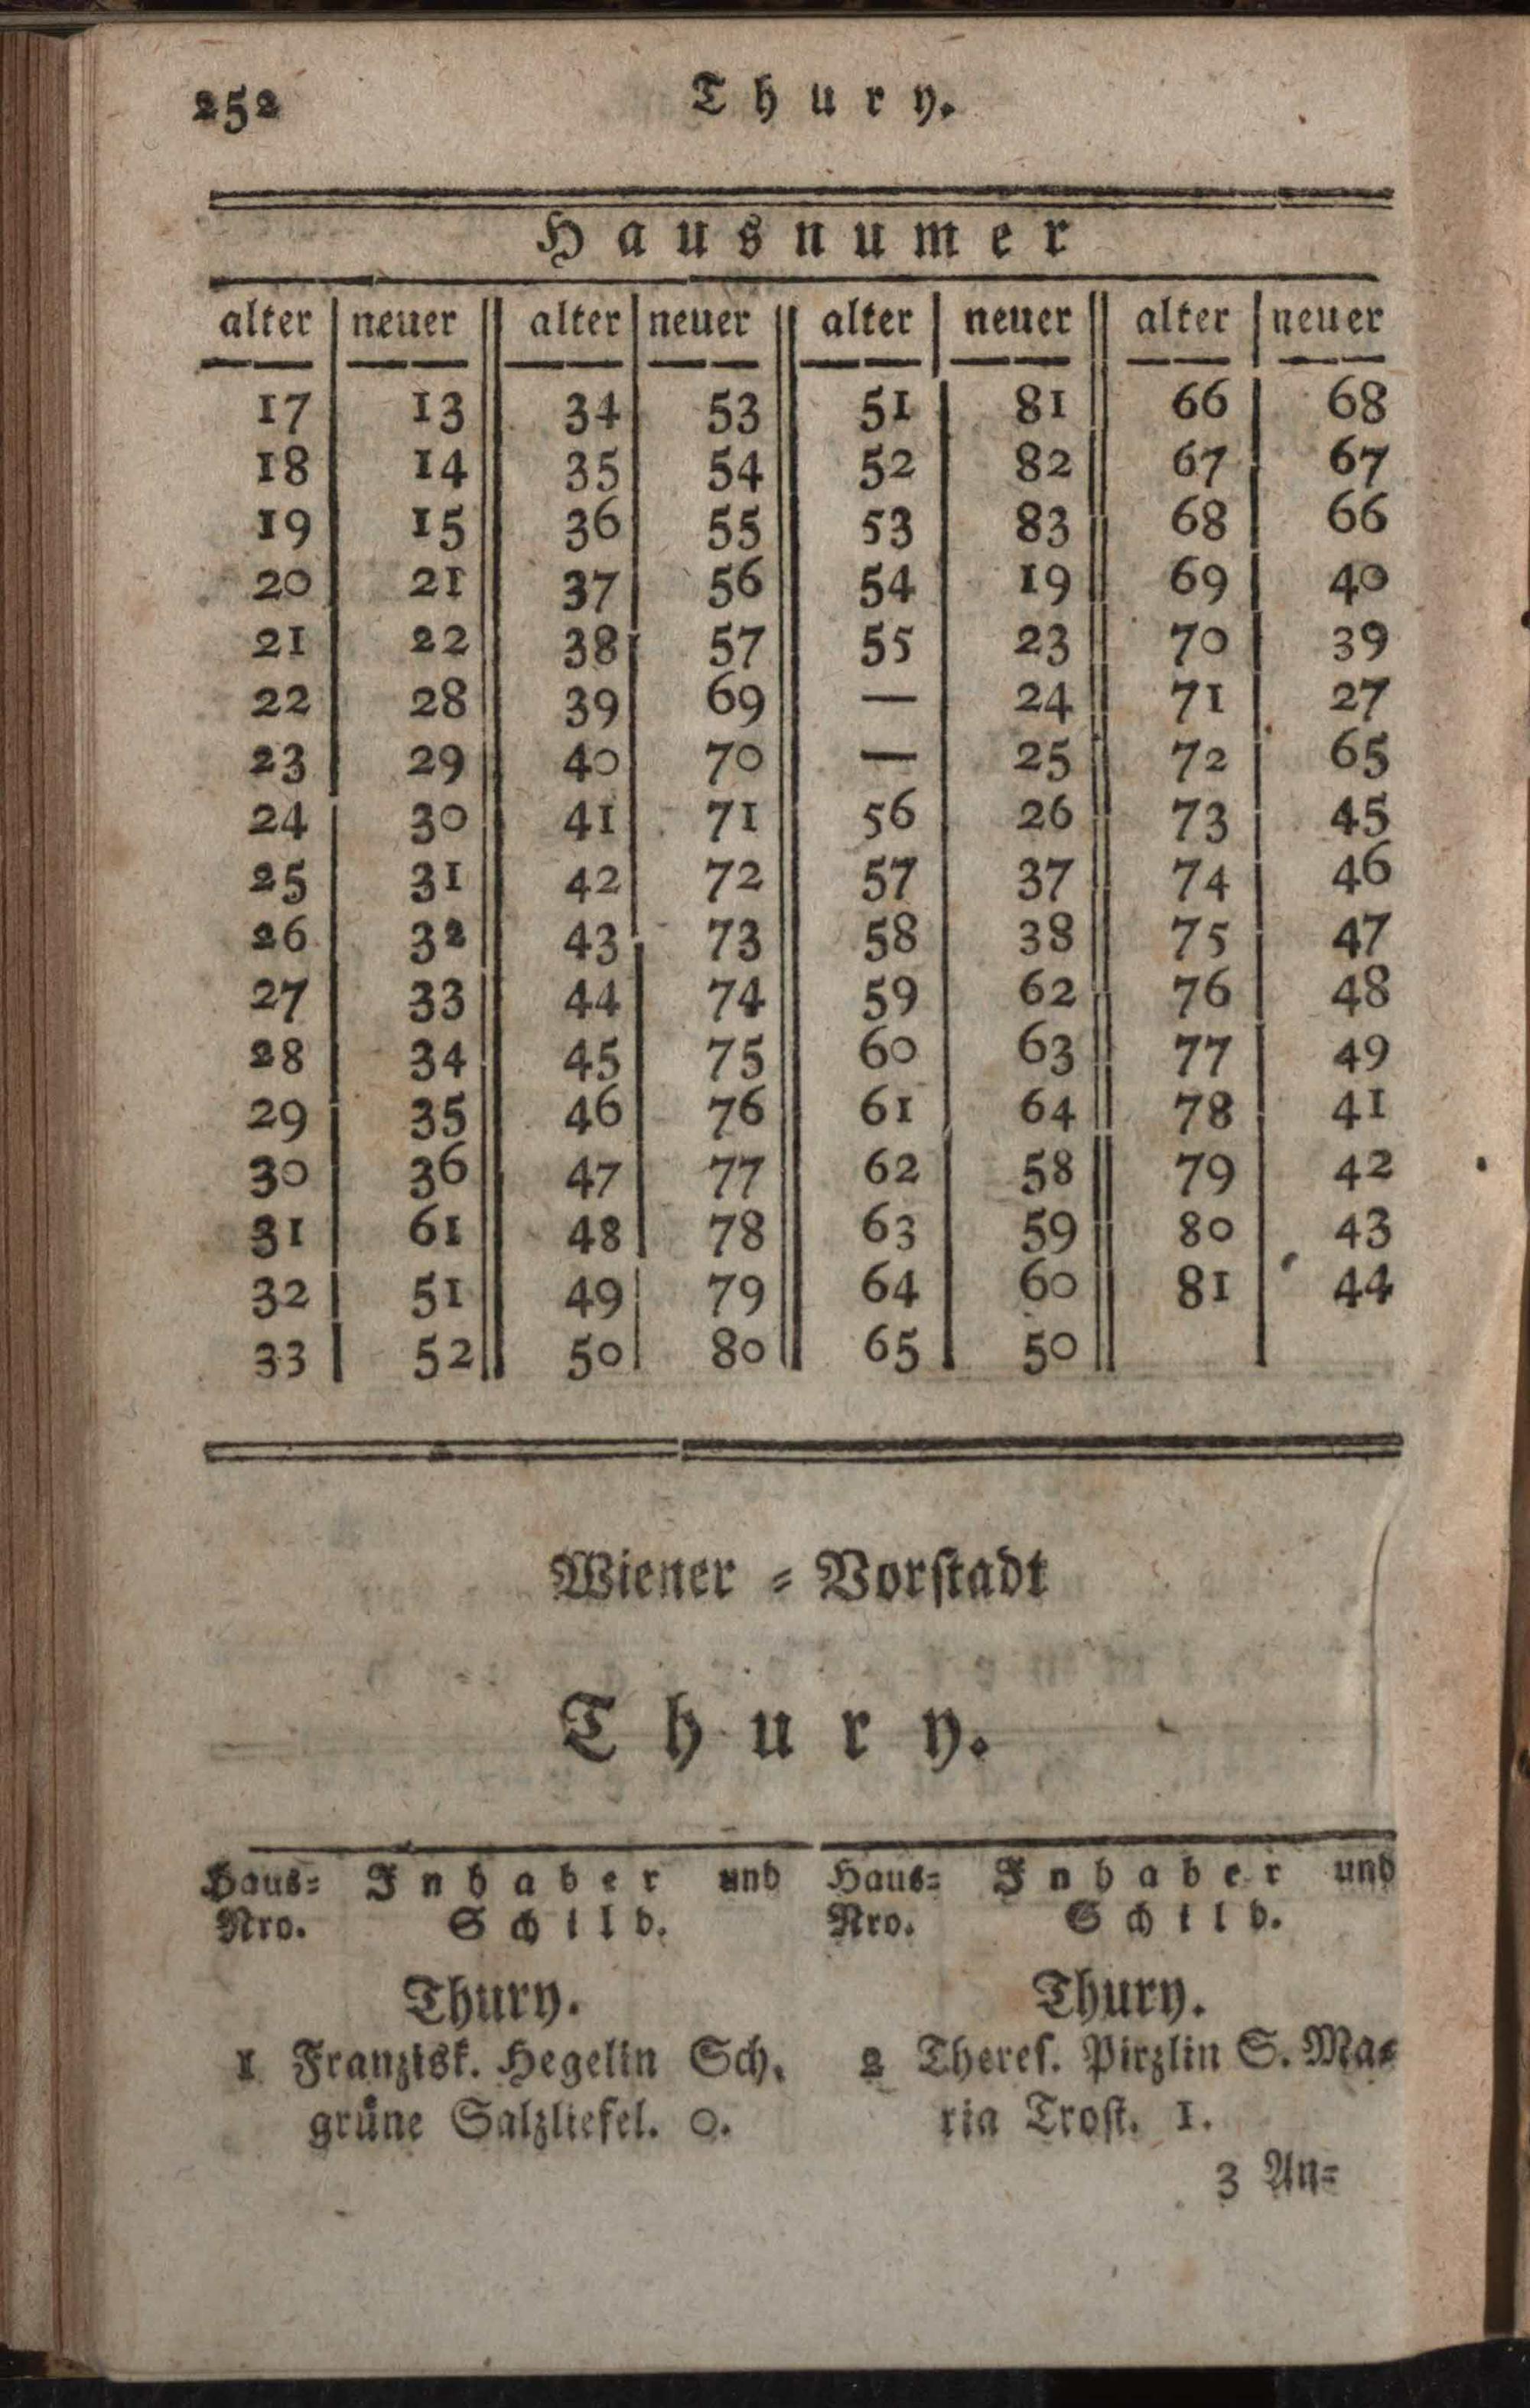 252 Thury.
Hausnumer
alter neuer alter neuer alter neuer alter neuer
17 13 34 53 51 81 66 68
18 14 35 54 52 82 67 67
19 15 36 55 53 83 68 66
20 21 37 56 54 19 69 40
21 22 38 57 55 23 70 39
22 28 39 69 — 24 71 27
23 29 40 70 — 25 72 65
24 30 41 71 56 26 73 45
25 31 42 72 57 37 74 46
26 32 43 73 58 38 75 47
27 33 44 74 59 62 76 48
28 34 45 75 60 63 77 49
29 35 46 76 61 64 78 41
30 36 47 77 62 58 79 42
31 61 48 78 63 59 80 43
32 51 49 79 64 60 81 44
33 52 50 80 65 50
Wiener = Vorſtadt
Thury.
Haus= Inhaber und
Nro. Schild.
Thury.
1 Franzisk. Hegelin Sch.
grüne Salzliefel. 0.
Haus= Inhaber und
Nro. Schild.
Thury.
2 Thereſ. Pirzlin S. Ma=
ria Troſt. 1.
3 An=